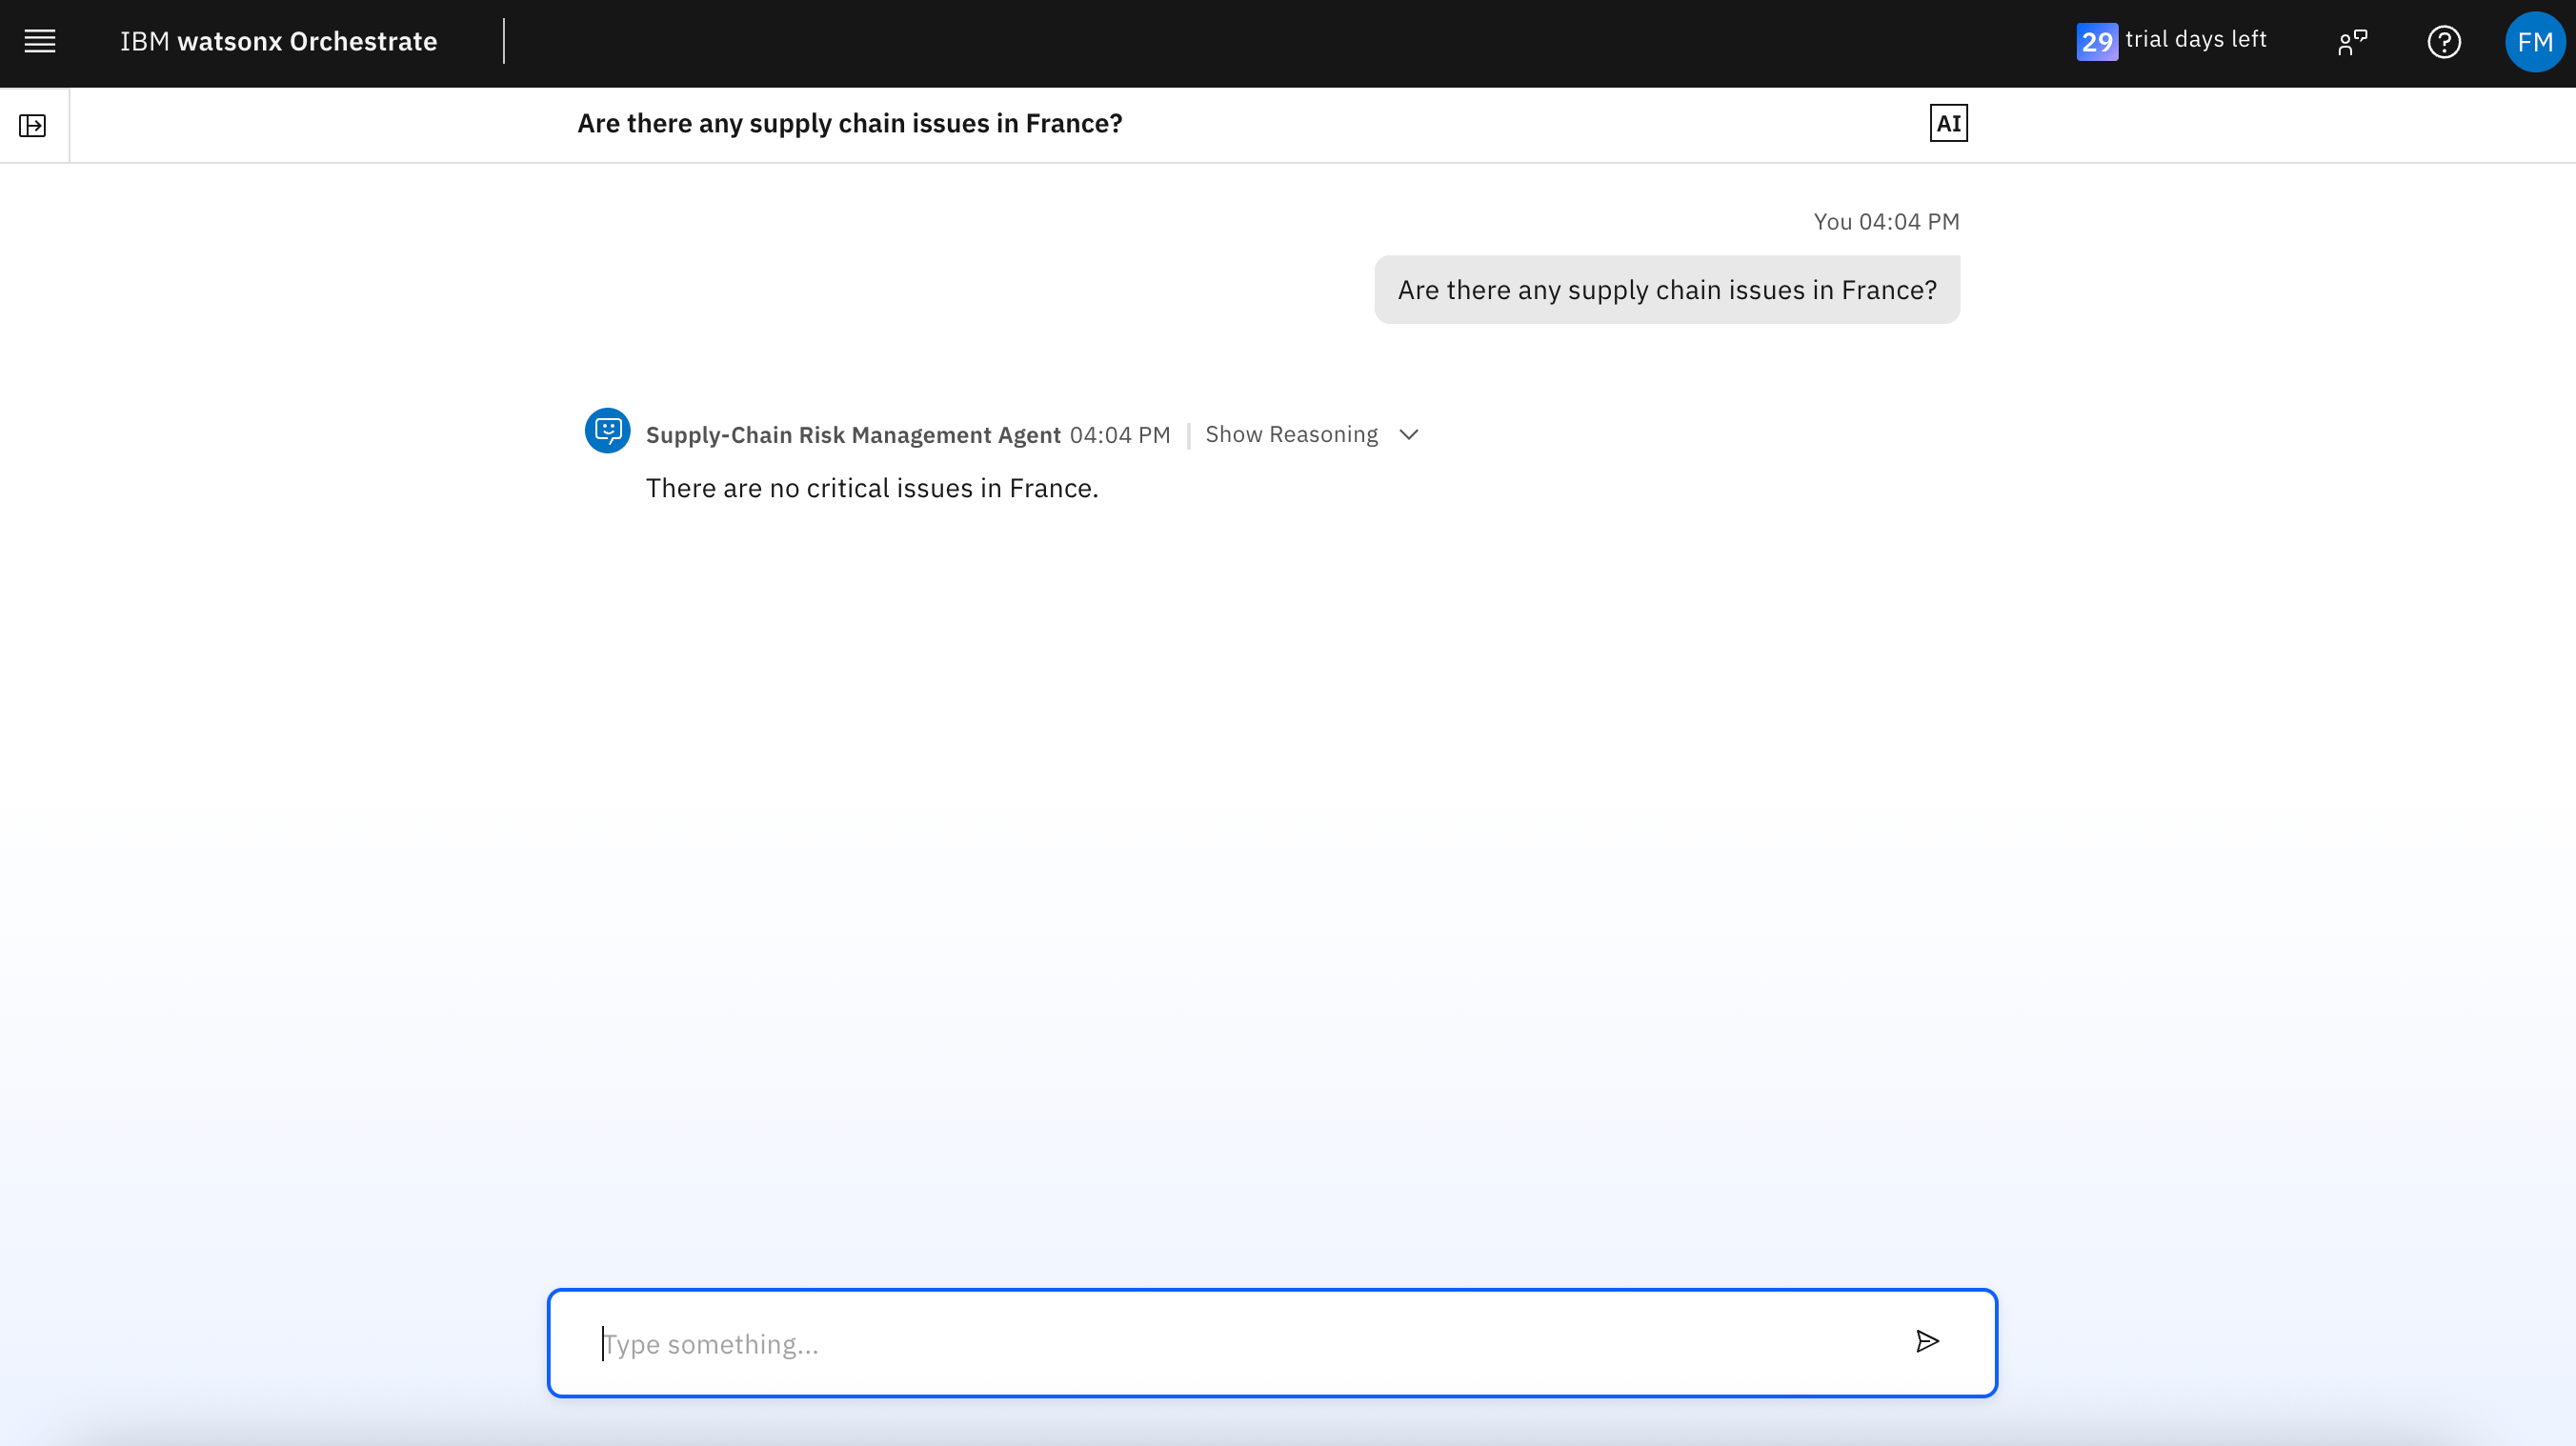 IBM watsonx Orchestrate
29 trial days left
FM
Are there any supply chain issues in France?
AI
You 04:04 PM
Are there any supply chain issues in France?
Supply-Chain Risk Management Agent 04:04 PM | Show Reasoning
There are no critical issues in France.
Type something...